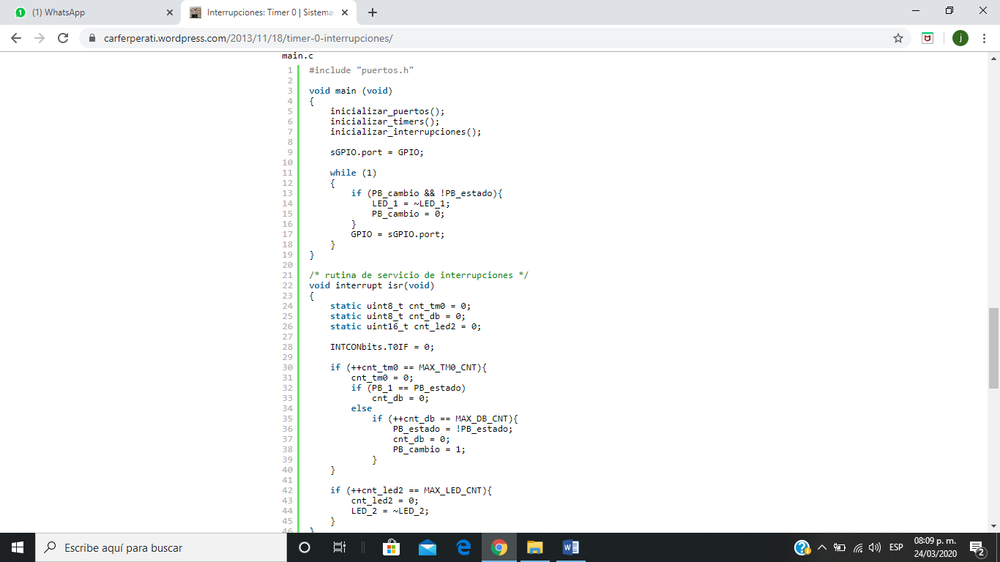 (1) WhatsApp
Interrupciones: Timer 0 | Sistema
carferperati.wordpress.com/2013/11/18/timer-0-interrupciones/
j
main.c
1 #include "puertos.h"
2
3 void main (void)
4 {
5     inicializar_puertos();
6     inicializar_timers();
7     inicializar_interrupciones();
8
9     sGPIO.port = GPIO;
10
11     while (1)
12     {
13         if (PB_cambio && !PB_estado){
14             LED_1 = ~LED_1;
15             PB_cambio = 0;
16         }
17         GPIO = sGPIO.port;
18     }
19 }
20
21 /* rutina de servicio de interrupciones */
22 void interrupt isr(void)
23 {
24     static uint8_t cnt_tm0 = 0;
25     static uint8_t cnt_db = 0;
26     static uint16_t cnt_led2 = 0;
27
28     INTCONbits.T0IF = 0;
29
30     if (++cnt_tm0 == MAX_TM0_CNT){
31         cnt_tm0 = 0;
32         if (PB_1 == PB_estado)
33             cnt_db = 0;
34         else
35             if (++cnt_db == MAX_DB_CNT){
36                 PB_estado = !PB_estado;
37                 cnt_db = 0;
38                 PB_cambio = 1;
39             }
40     }
41
42     if (++cnt_led2 == MAX_LED_CNT){
43         cnt_led2 = 0;
44         LED_2 = ~LED_2;
45     }
46 }
Escribe aquí para buscar
ESP
08:09 p. m.
24/03/2020
2